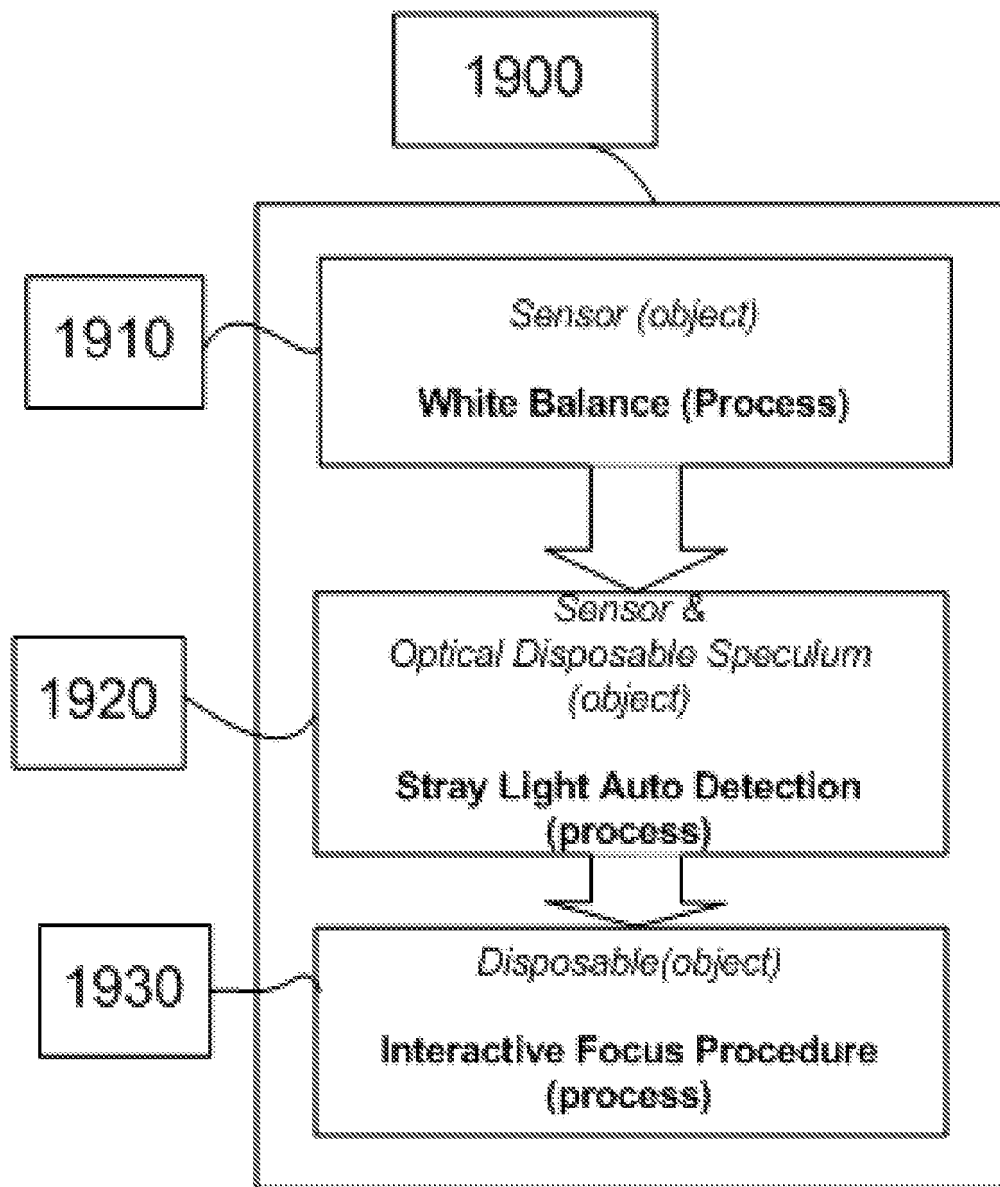 1900
1910
Sensor (object)
White Balance (Process)
1920
Sensor &
Optical Disposable Speculum
(object)
Stray Light Auto Detection
(process)
1930
Disposable(object)
Interactive Focus Procedure
(process)